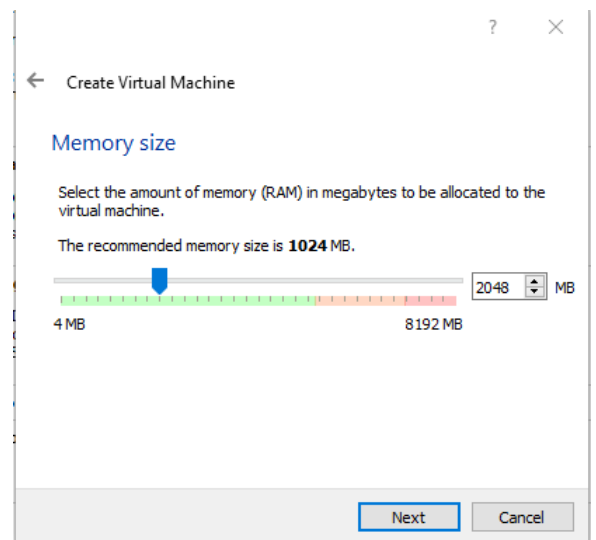 ?
Create Virtual Machine
Memory size
Select the amount of memory (RAM) in megabytes to be allocated to the
virtual machine.
The recommended memory size is 1024 MB.
2048 MB
4 MB 8192 MB
Next Cancel